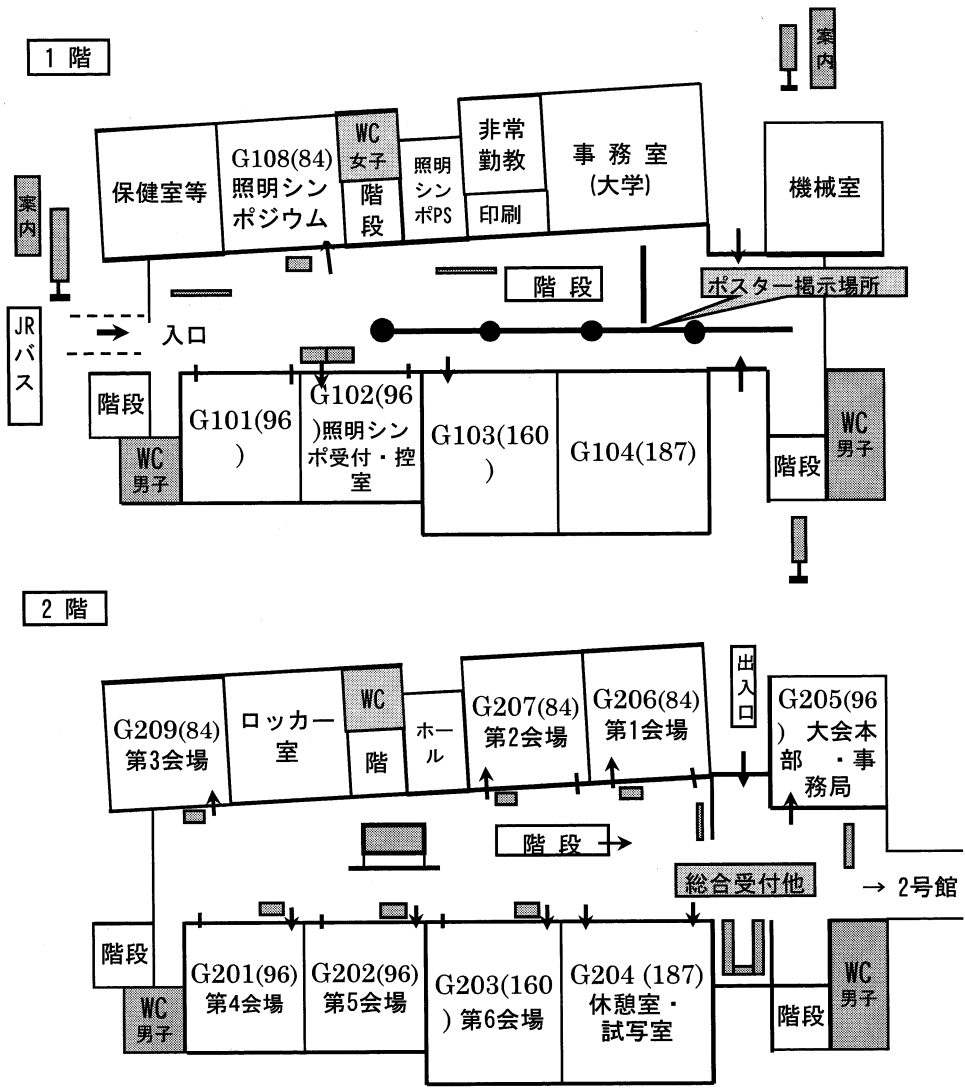 1 階
案内
WC
女子
非常
勤教
事 務 室
(大学)
G108(84)
照明シン
ポジウム
保健室等
階
段
照明
シン
ポPS
印刷
機械室
案内
階 段
ポスター掲示場所
JR
バス
入口
階段
G101(96
)
G102(96
)照明シン
ポ受付・控
室
G103(160
)
G104(187)
WC
男子
階段
WC
男子
2 階
出入口
G209(84)
第3会場
ロッカー
室
WC
階
ホー
ル
G207(84)
第2会場
G206(84)
第1会場
G205(96
) 大会本
部 ・事
務局
階 段
総合受付他
→ 2号館
階段
G201(96)
第4会場
G202(96)
第5会場
G203(160
) 第6会場
G204 (187)
休憩室・
試写室
WC
男子
階段
WC
男子